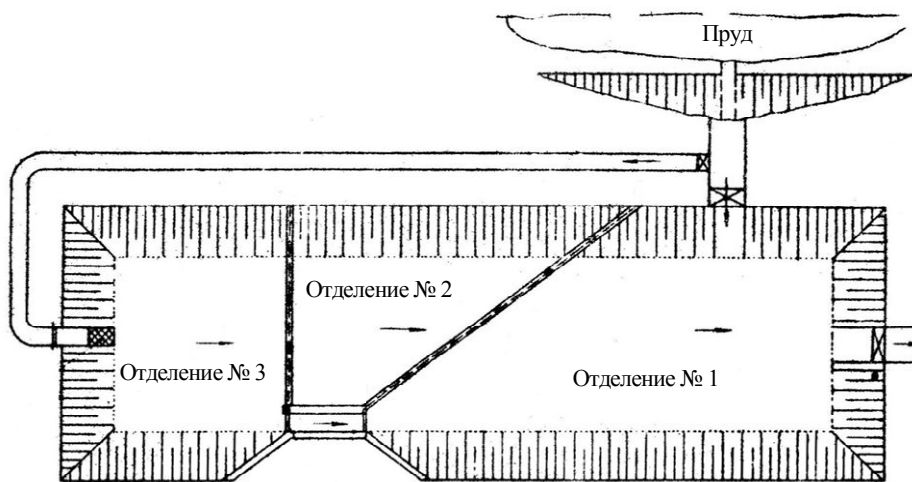 Пруд
Отделение № 2
Отделение № 3
Отделение № 1